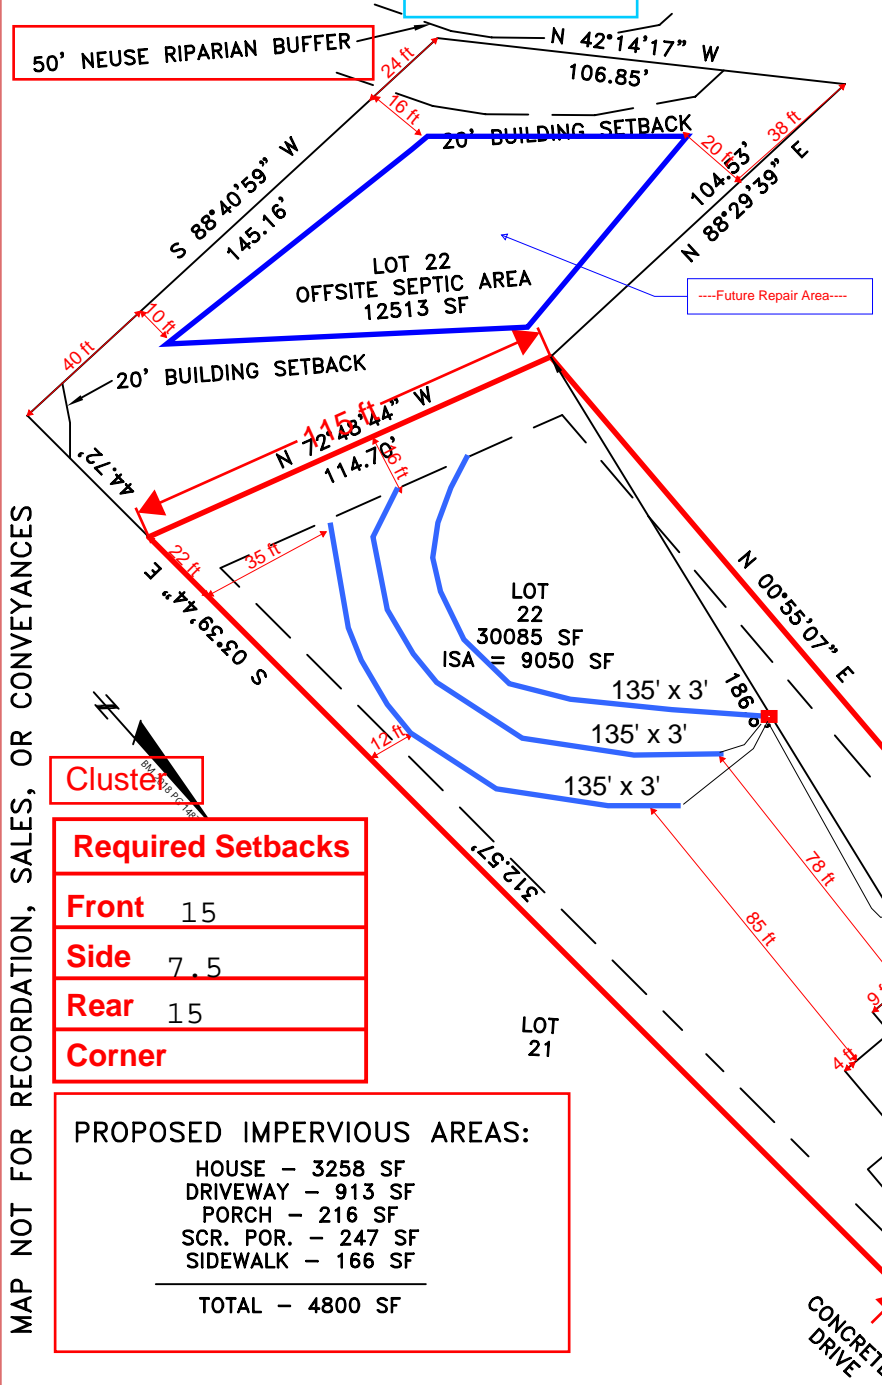 50' NEUSE RIPARIAN BUFFER
24 ft
N 42°14'17" W
106.85'
16 ft
20' BUILDING SETBACK
38 ft
20 ft
104.53'
N 88°29'39" E
S 88°40'59" W
145.16'
LOT 22
OFFSITE SEPTIC AREA
12513 SF
----Future Repair Area----
10 ft
40 ft
20' BUILDING SETBACK
115 ft
N 72°43'44" W
114.70'
16 ft
44.72'
22 ft
35 ft
S 03°39'44" E
N 00°55'07" E
LOT
22
30085 SF
ISA = 9050 SF
135' x 3'
135' x 3'
135' x 3'
12 ft
N
Cluster
Required Setbacks
Front 15
Side 7.5
Rear 15
Corner
312.57'
78 ft
85 ft
4 ft
LOT
21
PROPOSED IMPERVIOUS AREAS:
HOUSE - 3258 SF
DRIVEWAY - 913 SF
PORCH - 216 SF
SCR. POR. - 247 SF
SIDEWALK - 166 SF
TOTAL - 4800 SF
DRIVE
MAP NOT FOR RECORDATION, SALES, OR CONVEYANCES